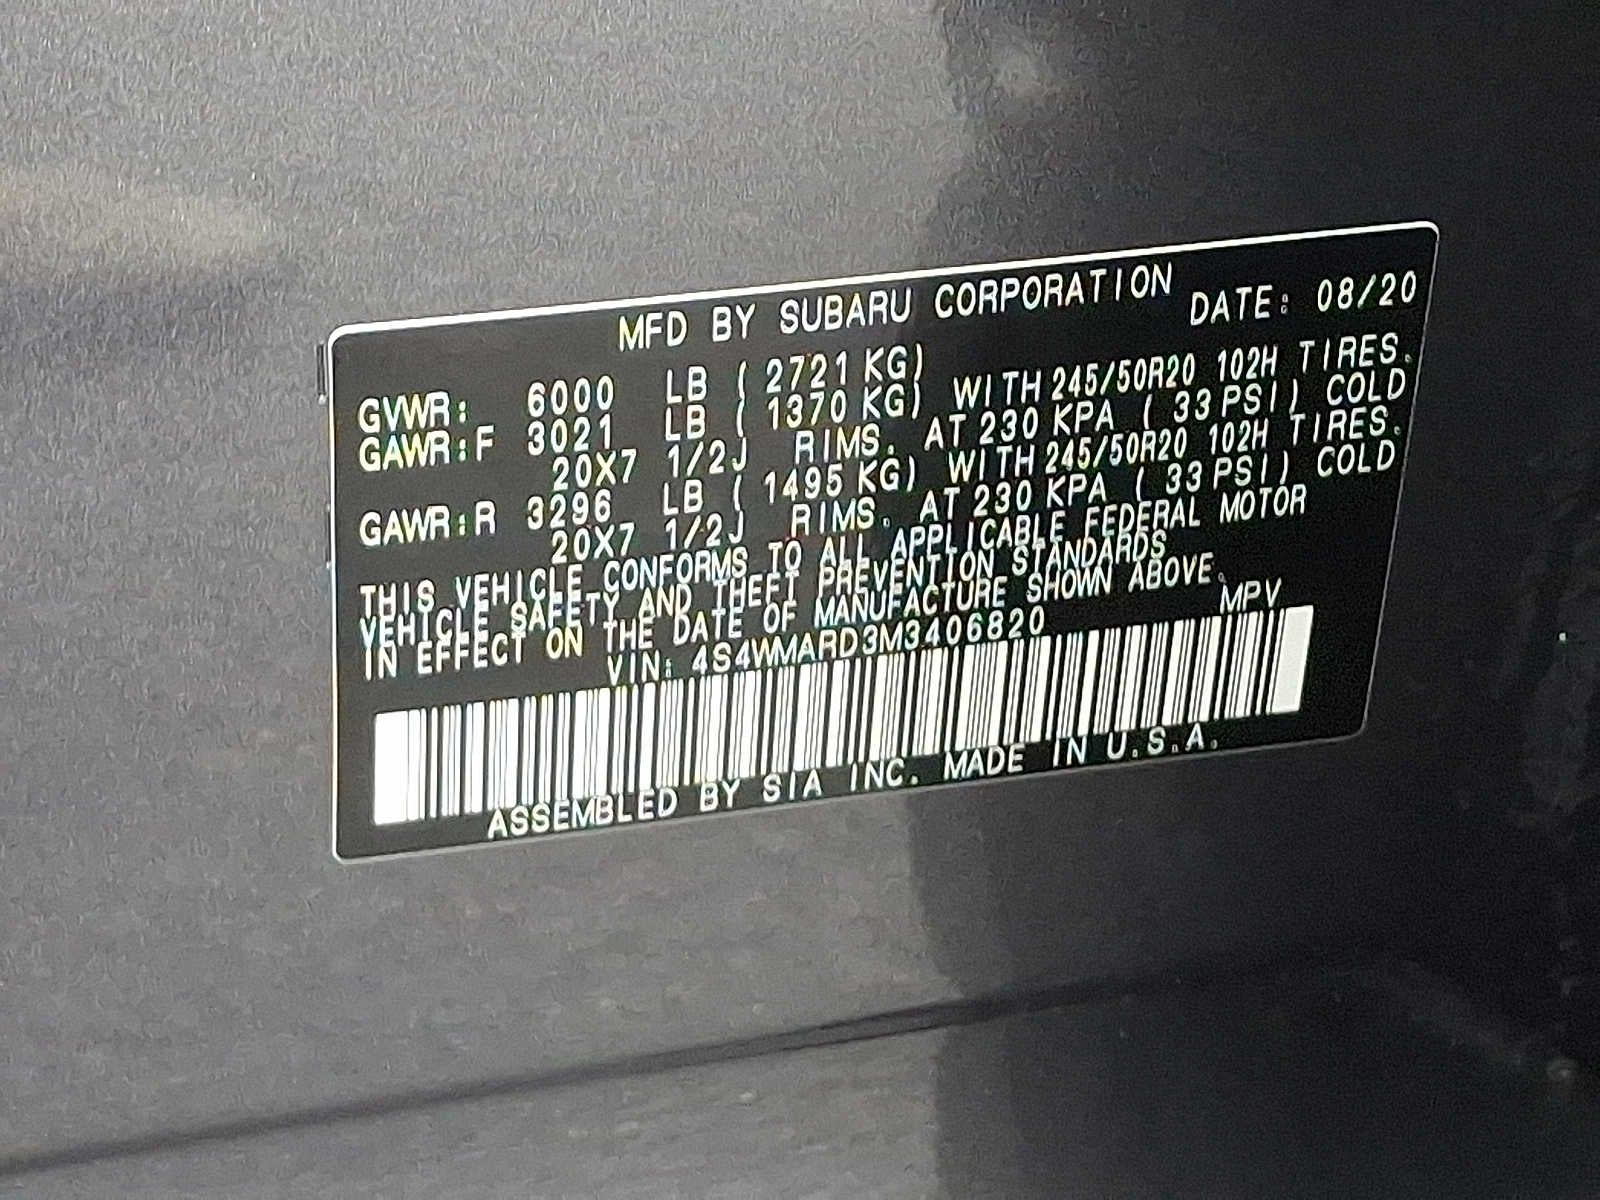 MFD BY SUBARU CORPORATION DATE: 08/20
GVWR: 6000 LB ( 2721 KG)
GAWR:F 3021 LB ( 1370 KG) WITH 245/50R20 102H TIRES.
20X7 1/2J RIMS. AT 230 KPA ( 33 PSI) COLD
GAWR:R 3296 LB ( 1495 KG) WITH 245/50R20 102H TIRES.
20X7 1/2J RIMS. AT 230 KPA ( 33 PSI) COLD
THIS VEHICLE CONFORMS TO ALL APPLICABLE FEDERAL MOTOR
VEHICLE SAFETY AND THEFT PREVENTION STANDARDS
IN EFFECT ON THE DATE OF MANUFACTURE SHOWN ABOVE.
VIN: 4S4WMARD3M3406820 MPV
ASSEMBLED BY SIA INC. MADE IN U.S.A.